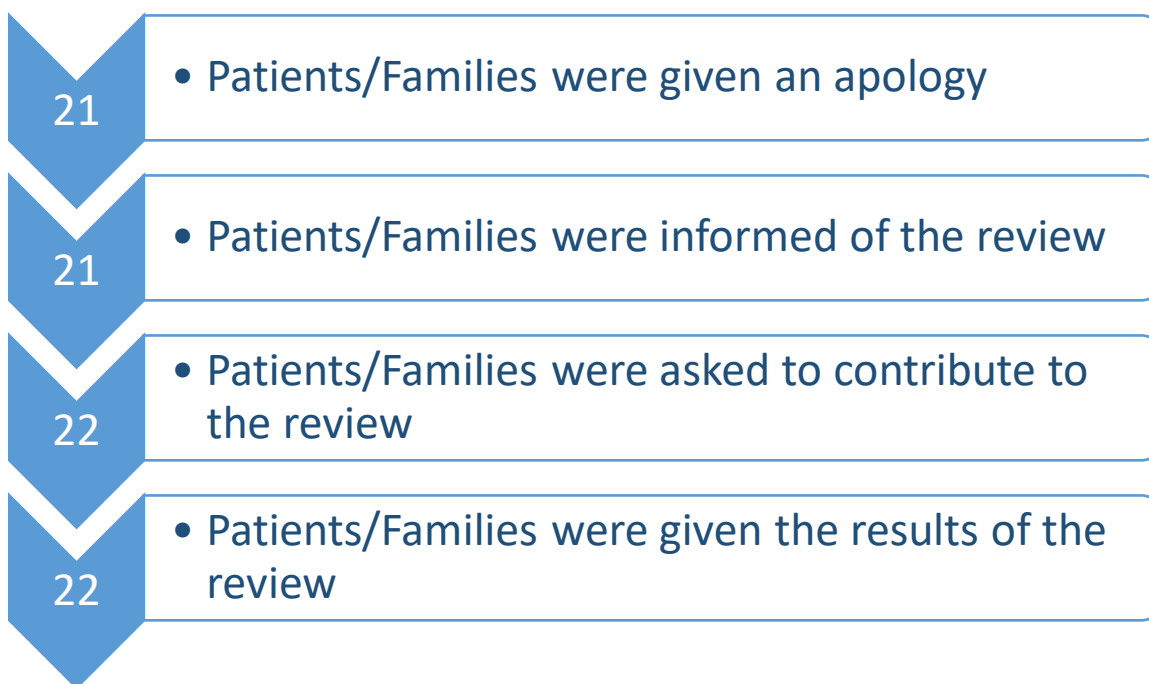 21
• Patients/Families were given an apology
21
• Patients/Families were informed of the review
22
• Patients/Families were asked to contribute to
the review
22
• Patients/Families were given the results of the
review